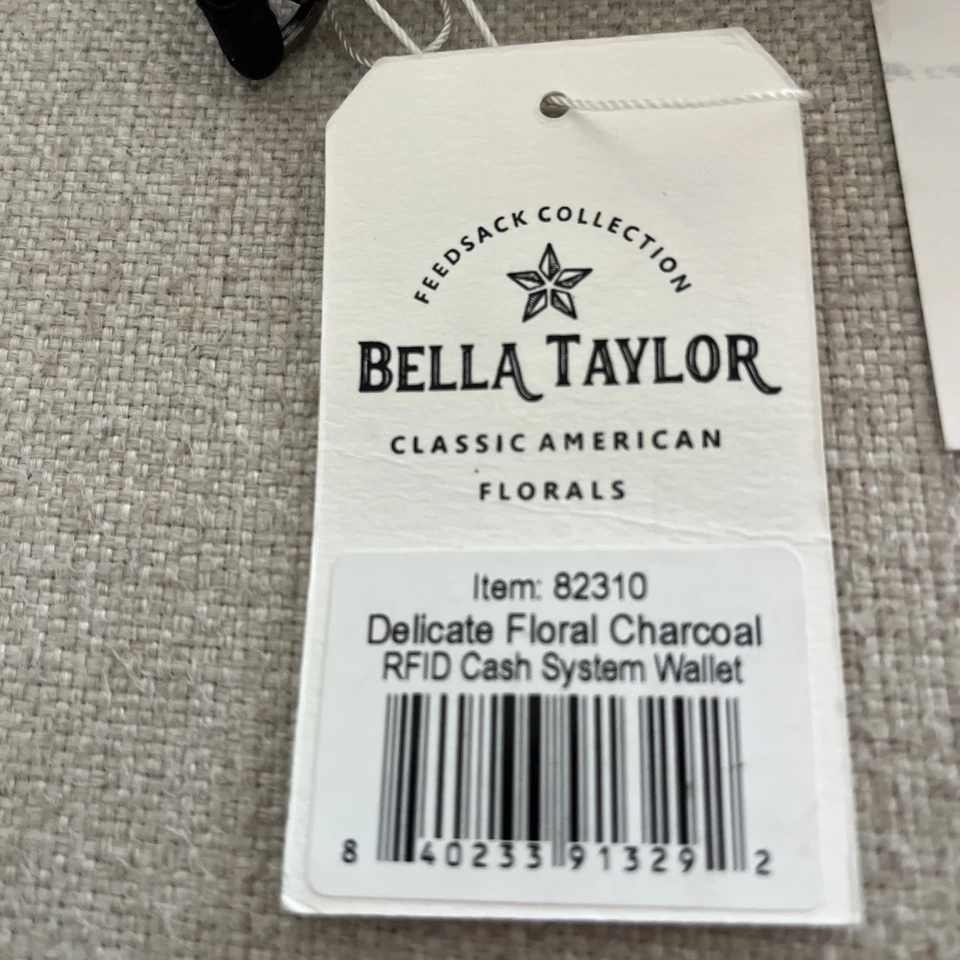 FEEDSACK COLLECTION
BELLA TAYLOR
CLASSIC AMERICAN
FLORALS
Item: 82310
Delicate Floral Charcoal
RFID Cash System Wallet
8 40233 91329 2